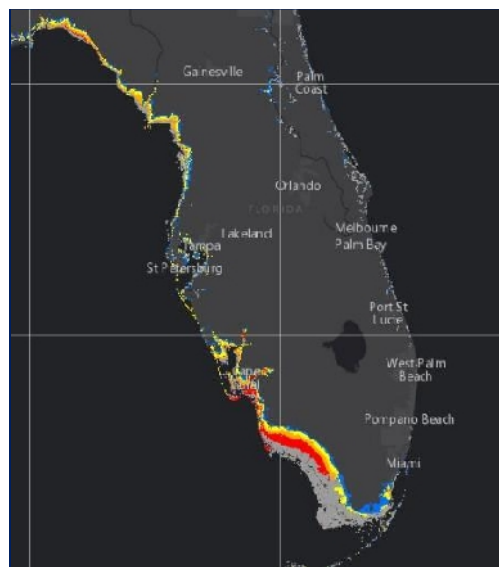 Gainesville
Palm
Coast
Orlando
FLORIDA
Lakeland
Tampa
St Petersburg
Melbourne
Palm Bay
Port St
Lucie
West Palm
Beach
Pompano Beach
Miami